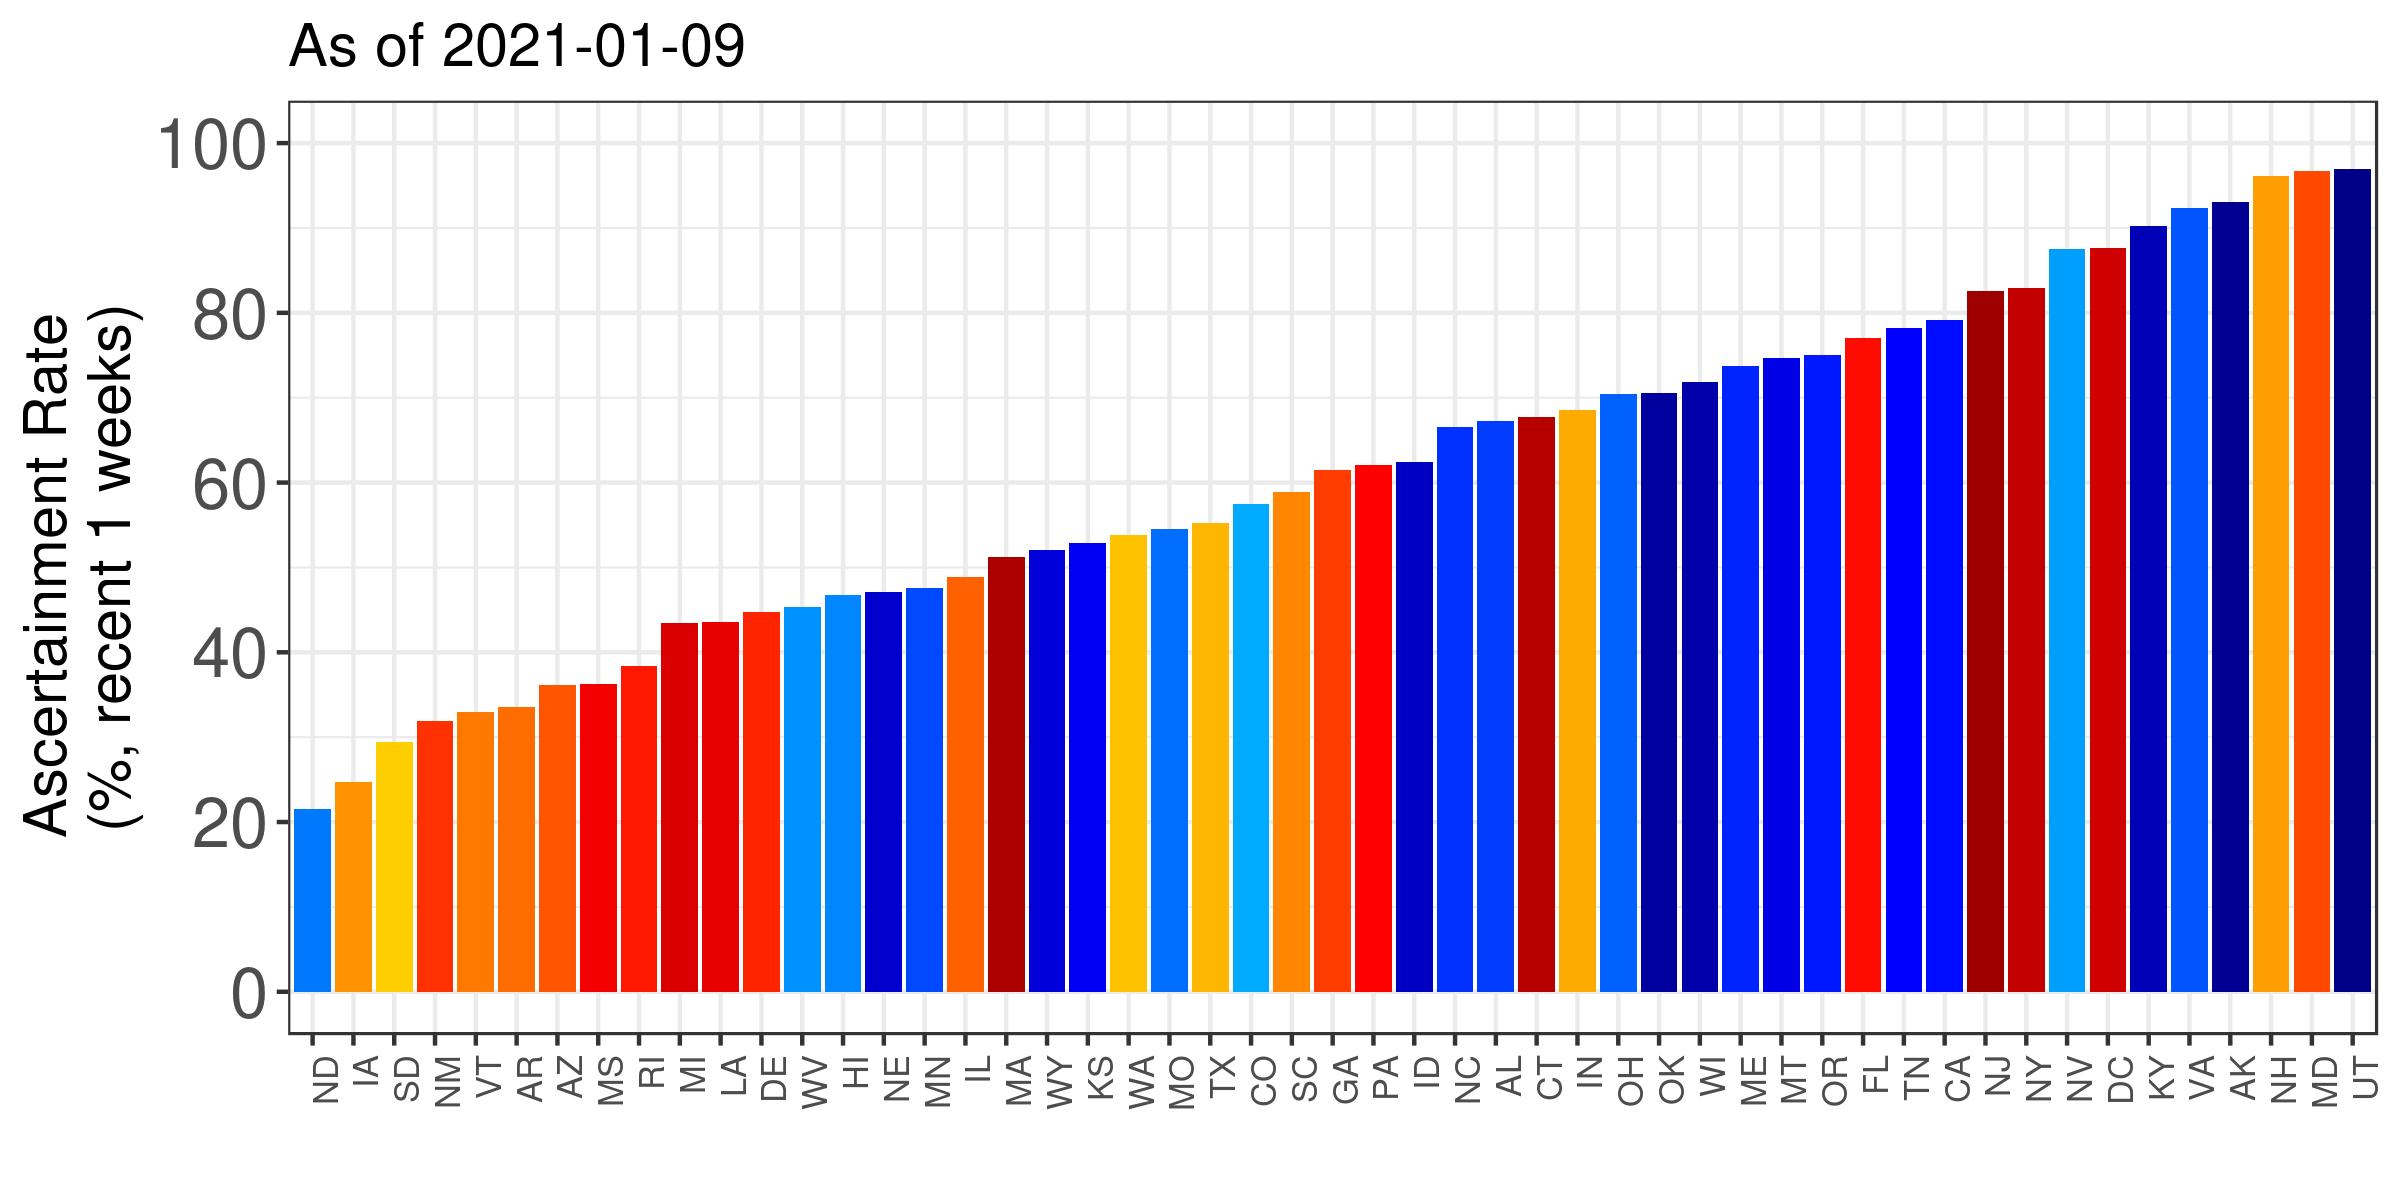 As of 2021-01-09
Ascertainment Rate
(%, recent 1 weeks)
100
80
60
40
20
0
ND IA SD NM VT AR AZ MS RI MI LA DE WV HI NE MN IL MA WY KS WA MO TX CO SC GA PA ID NC AL CT IN OH OK WI ME MT OR FL TN CA NJ NY NV DC KY VA AK NH MD UT